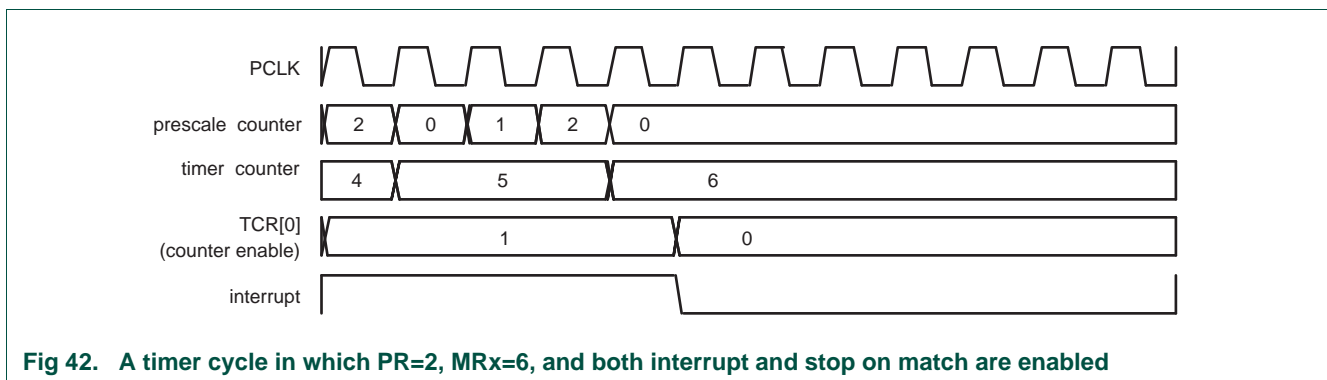 PCLK
prescale counter 2 0 1 2 0
timer counter 4 5 6
TCR[0]
(counter enable) 1 0
interrupt
Fig 42. A timer cycle in which PR=2, MRx=6, and both interrupt and stop on match are enabled